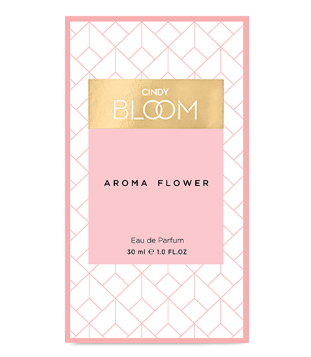 CINDY
BLOOM
AROMA FLOWER
Eau de Parfum
30 ml ℮ 1.0 FL.OZ